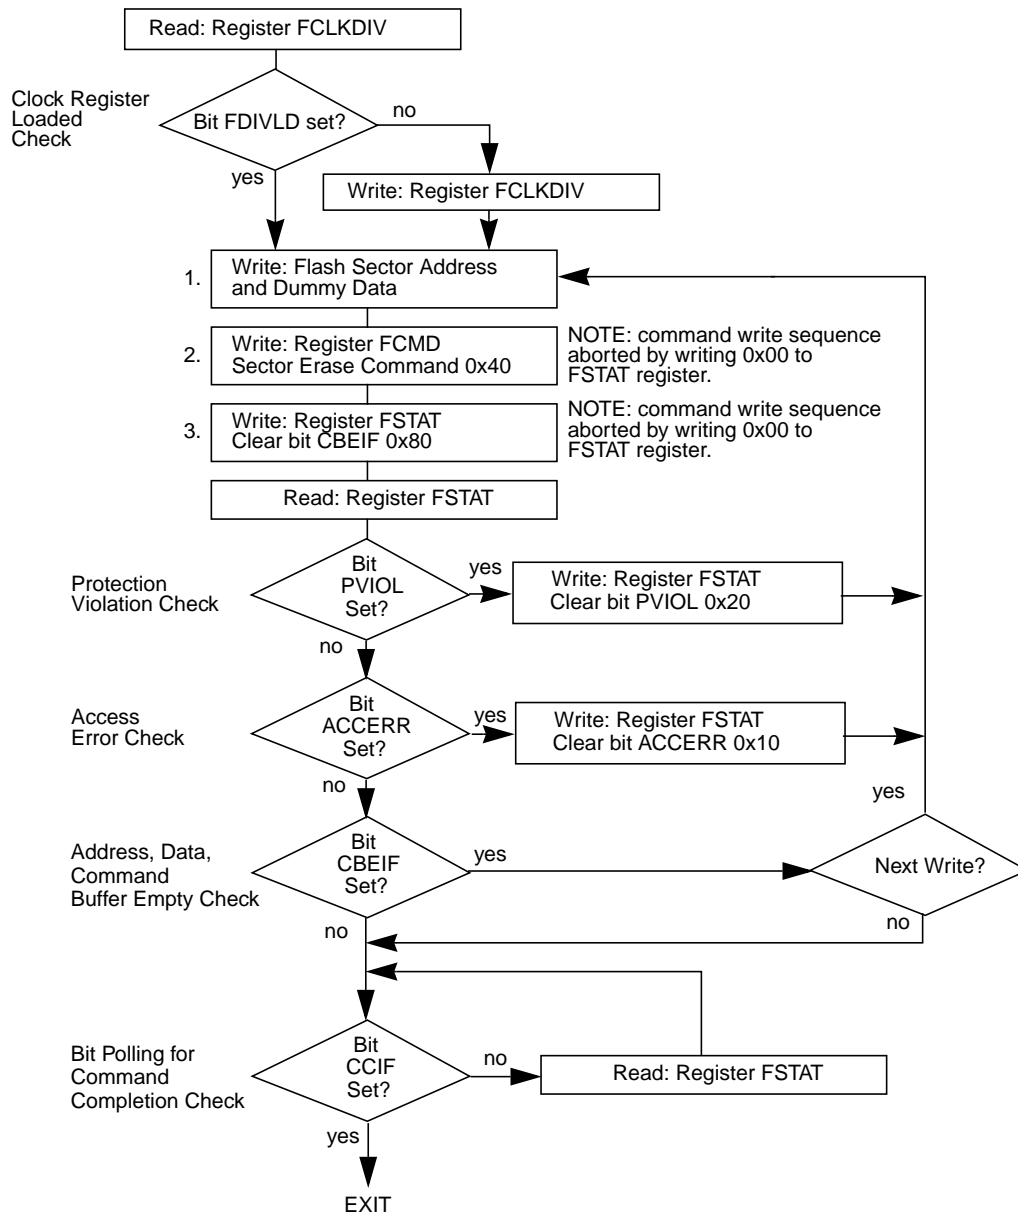 Read: Register FCLKDIV
Clock Register
Loaded
Check
Bit FDIVLD set?
no
yes
Write: Register FCLKDIV
1.
Write: Flash Sector Address
and Dummy Data
2.
Write: Register FCMD
Sector Erase Command 0x40
NOTE: command write sequence
aborted by writing 0x00 to
FSTAT register.
3.
Write: Register FSTAT
Clear bit CBEIF 0x80
NOTE: command write sequence
aborted by writing 0x00 to
FSTAT register.
Read: Register FSTAT
Protection
Violation Check
Bit
PVIOL
Set?
yes
Write: Register FSTAT
Clear bit PVIOL 0x20
no
Access
Error Check
Bit
ACCERR
Set?
yes
Write: Register FSTAT
Clear bit ACCERR 0x10
no
yes
Address, Data,
Command
Buffer Empty Check
Bit
CBEIF
Set?
yes
Next Write?
no
no
Bit Polling for
Command
Completion Check
Bit
CCIF
Set?
no
Read: Register FSTAT
yes
EXIT